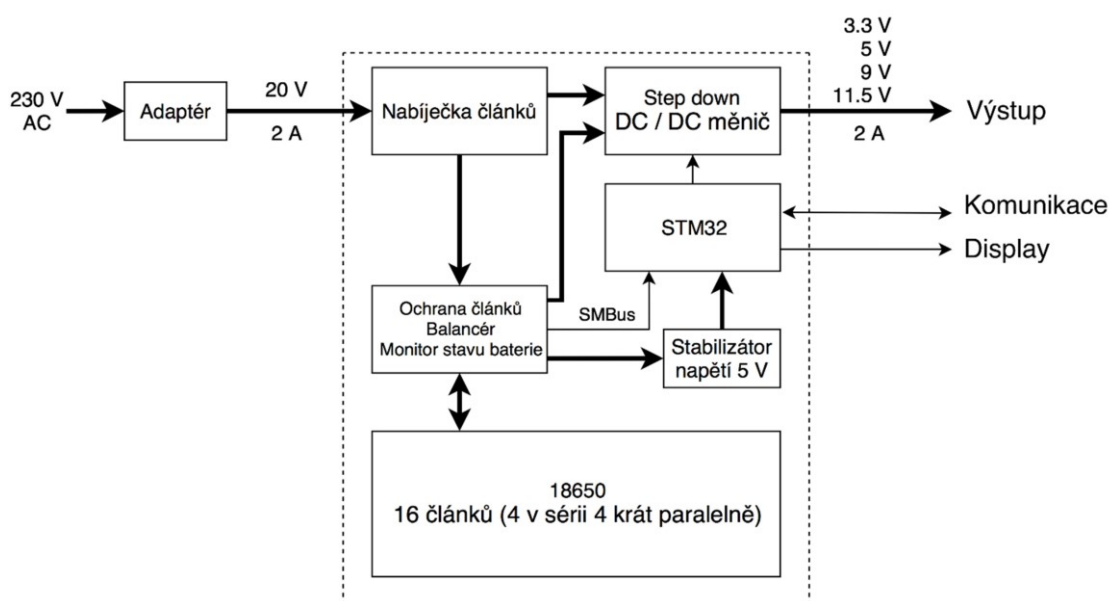 3.3 V
5 V
9 V
11.5 V
2 A
230 V
AC
Adaptér
20 V
2 A
Nabíječka článků
Step down
DC / DC měnič
Výstup
STM32
Komunikace
Display
Ochrana článků
Balancér
Monitor stavu baterie
SMBus
Stabilizátor
napětí 5 V
18650
16 článků (4 v sérii 4 krát paralelně)